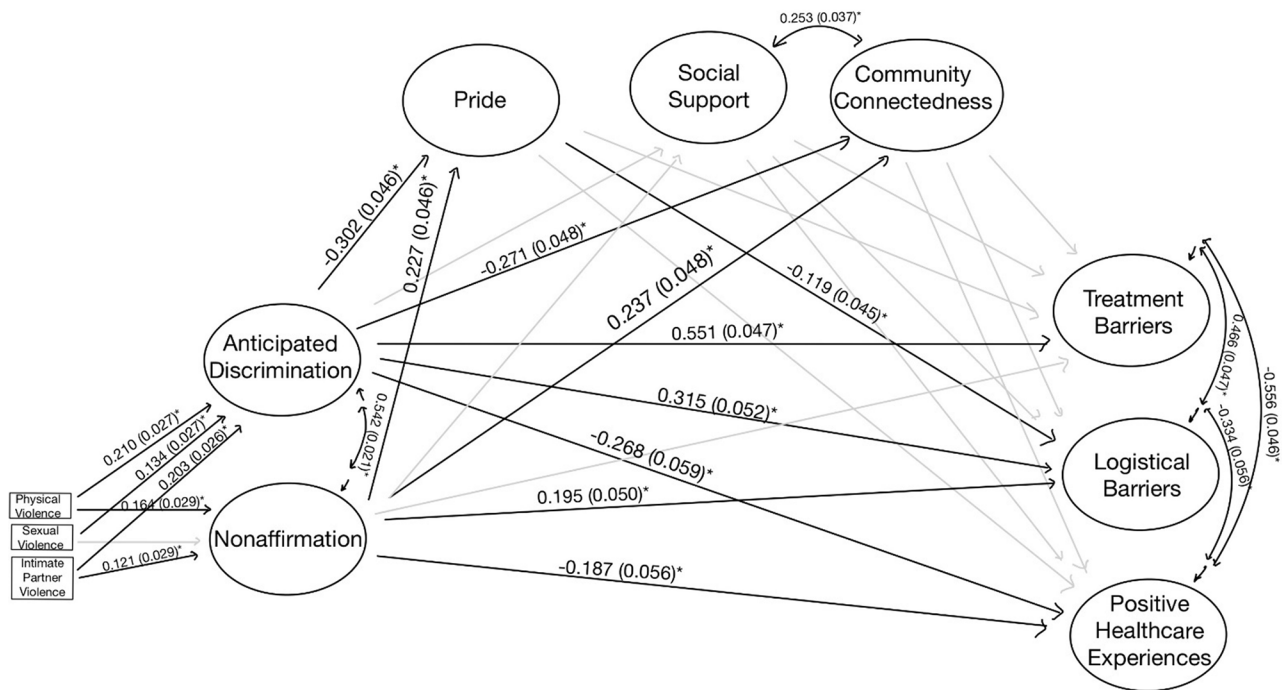 0.253 (0.037)*
Pride
Social
Support
Community
Connectedness
-0.302 (0.046)*
0.227 (0.046)*
-0.271 (0.048)*
0.237 (0.048)*
-0.119 (0.045)*
Treatment
Barriers
Anticipated
Discrimination
0.551 (0.047)*
0.315 (0.052)*
-0.268 (0.059)*
0.466 (0.047)*
-0.556 (0.046)*
-0.334 (0.056)
0.542 (0.021)*
0.210 (0.027)*
0.134 (0.027)*
0.203 (0.026)*
Logistical
Barriers
Physical
Violence
0.164 (0.029)*
0.195 (0.050)*
Sexual
Violence
Nonaffirmation
Intimate
Partner
Violence
0.121 (0.029)*
-0.187 (0.056)*
Positive
Healthcare
Experiences